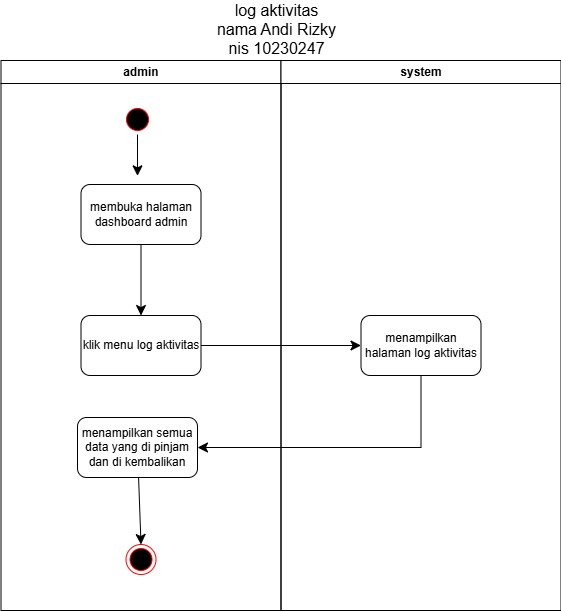 log aktivitas
nama Andi Rizky
nis 10230247
admin
system
membuka halaman
dashboard admin
klik menu log aktivitas
menampilkan
halaman log aktivitas
menampilkan semua
data yang di pinjam
dan di kembalikan